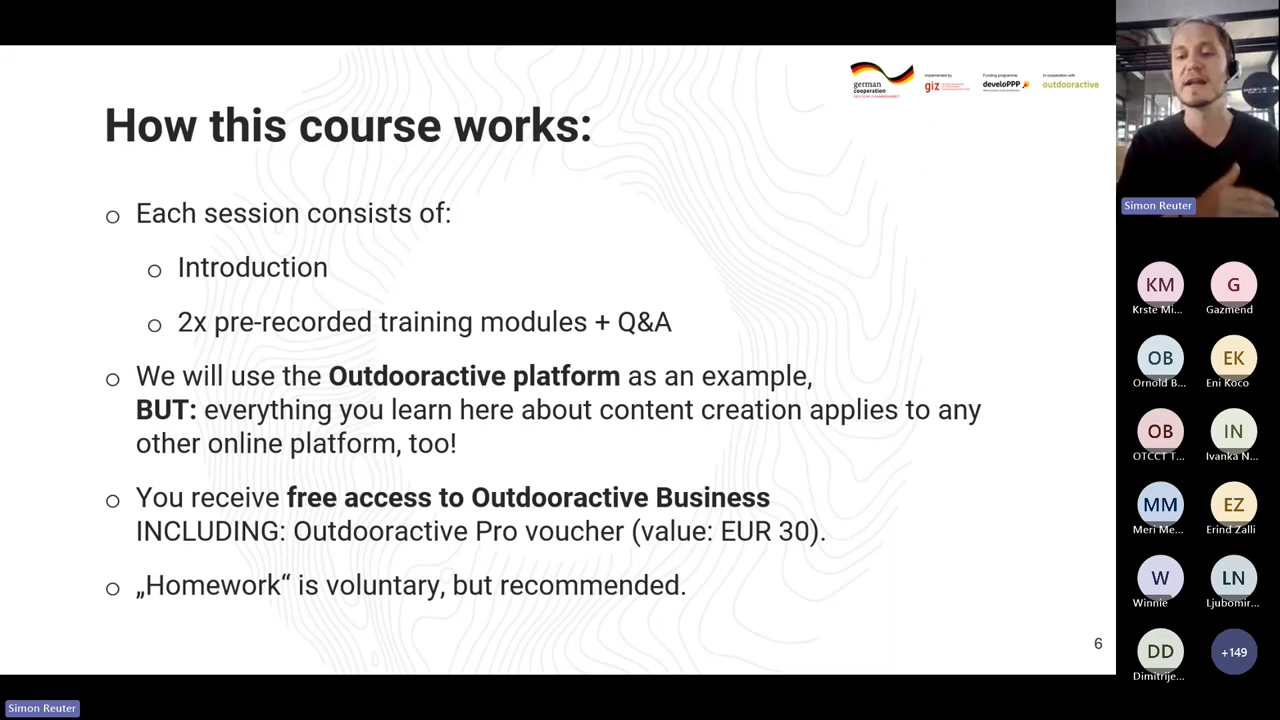 german
cooperation
DEUTSCHE ZUSAMMENARBEIT
Implemented by
giz
Funding programme
develoPPP
In cooperation with
outdooractive
How this course works:
Each session consists of:
Introduction
2x pre-recorded training modules + Q&A
We will use the Outdooractive platform as an example,
BUT: everything you learn here about content creation applies to any
other online platform, too!
You receive free access to Outdooractive Business
INCLUDING: Outdooractive Pro voucher (value: EUR 30).
„Homework“ is voluntary, but recommended.
6
Simon Reuter
KM
Krste Mi...
G
Gazmend
OB
Ornold B...
EK
Eni Koco
OB
OTCCT T...
IN
Ivanka N...
MM
Meri Me...
EZ
Erind Zalli
W
Winnie
LN
Ljubomir...
DD
Dimitrije...
+149
Simon Reuter